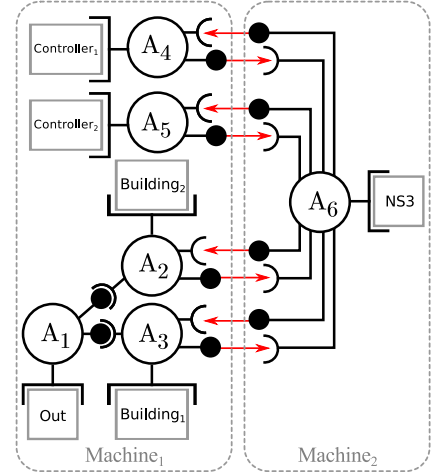 Controller₁
A₄
Controller₂
A₅
Building₂
A₆
NS3
A₂
A₁
A₃
Out
Building₁
Machine₁
Machine₂